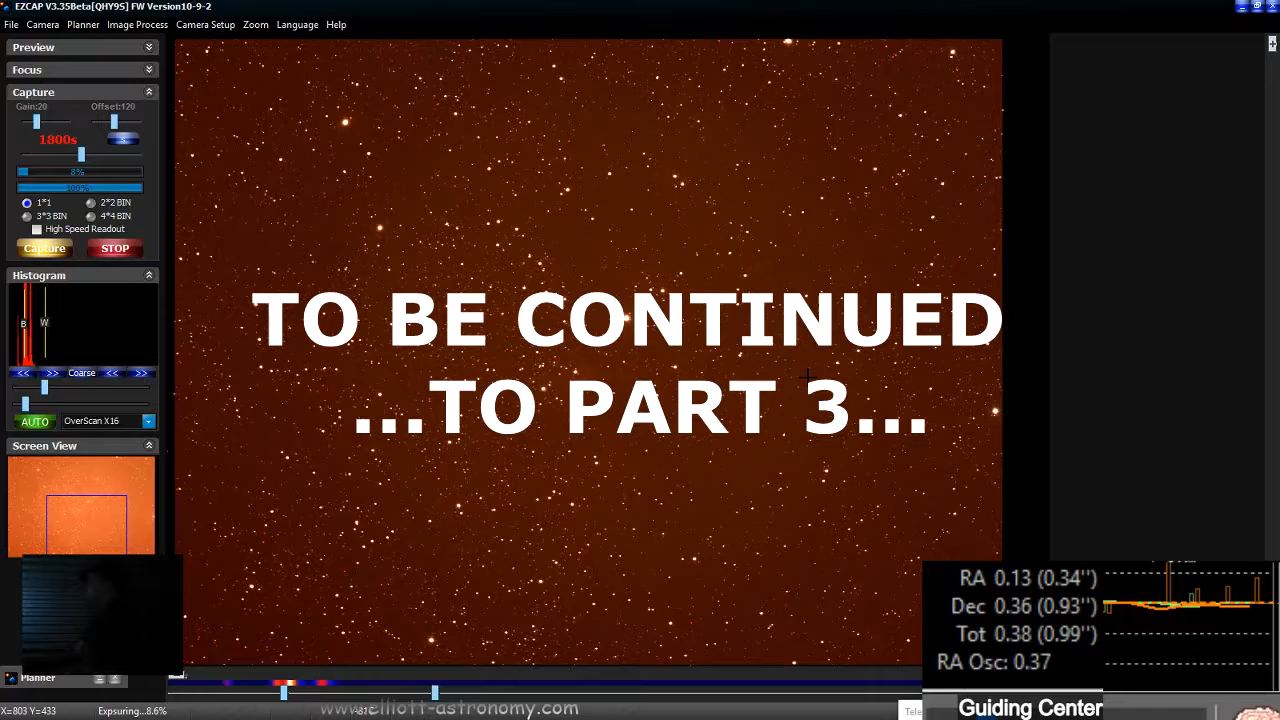 EZCAP V3.35Beta[QHY9S] FW Version10-9-2
File Camera Planner Image Process Camera Setup Zoom Language Help
Preview
Focus
Capture
Gain:20 Offset:120
1800s
8%
100%
1*1 2*2 BIN
3*3 BIN 4*4 BIN
High Speed Readout
Capture STOP
Histogram
B W
<< >> Coarse << >>
AUTO OverScan X16
Screen View
TO BE CONTINUED
...TO PART 3...
RA 0.13 (0.34'')
Dec 0.36 (0.93'')
Tot 0.38 (0.99'')
RA Osc: 0.37
Planner
Guiding Center
X=803 Y=346 Expsuring...8.6% www.elliott-astronomy.com